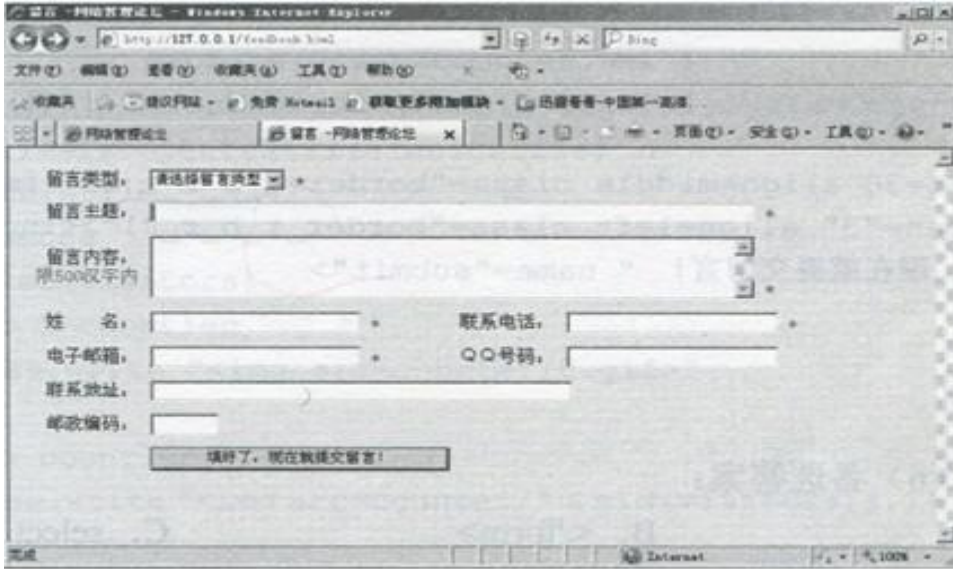 留言 -网络管理论坛 - Windows Internet Explorer
http://127.0.0.1/feedbook.html
Bing
文件(F) 编辑(E) 查看(V) 收藏夹(A) 工具(T) 帮助(H) ×
收藏夹 建议网站 免费 Hotmail 获取更多附加模块 迅雷看看-中国第一高清
网络管理论坛 留言 -网络管理论坛 × 页面(P) 安全(S) 工具(O)
留言类型: 请选择留言类型 *
留言主题: *
留言内容:
限500汉字内 *
姓 名: * 联系电话: *
电子邮箱: * QQ号码:
联系地址:
邮政编码:
填好了,现在就提交留言!
完成 Internet 100%